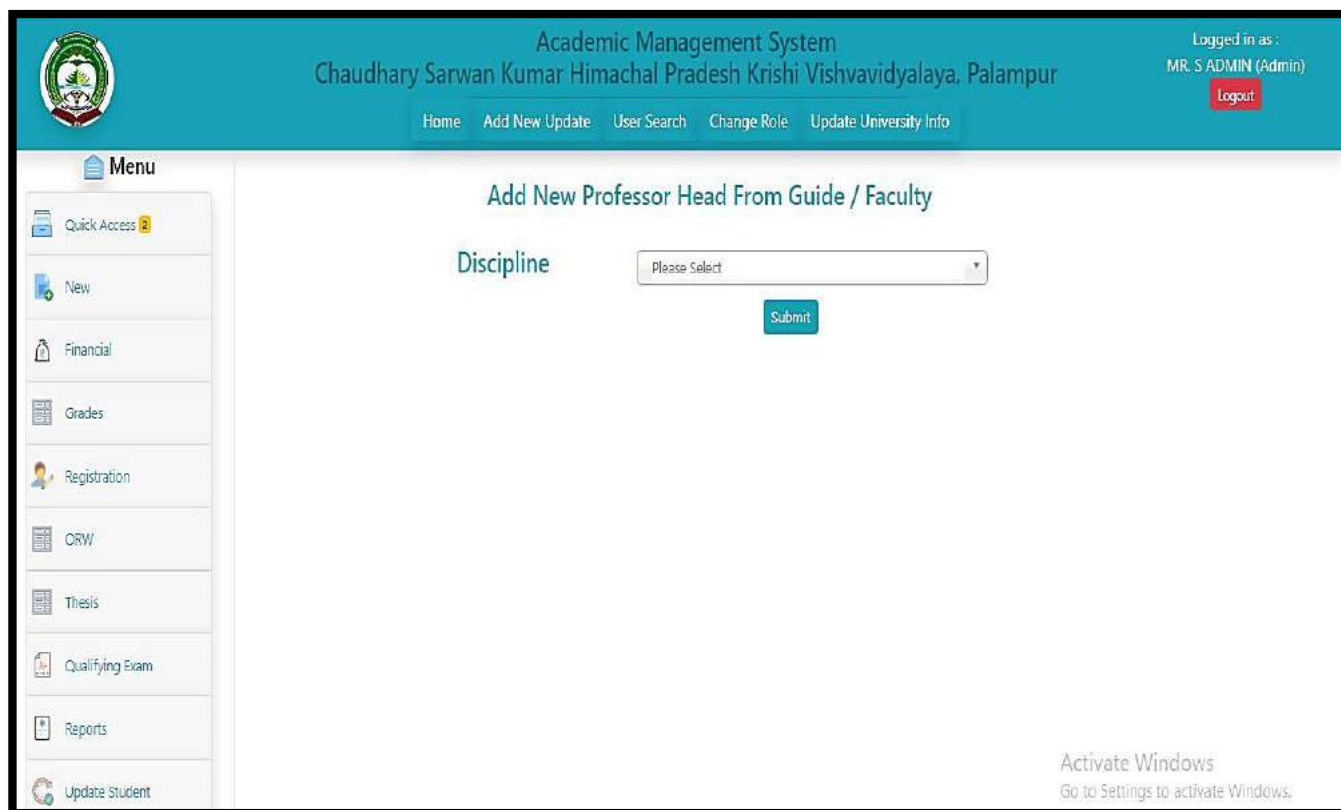 Academic Management System
Chaudhary Sarwan Kumar Himachal Pradesh Krishi Vishvavidyalaya, Palampur
Logged in as :
MR. S ADMIN (Admin)
Logout
Home Add New Update User Search Change Role Update University Info
Menu
Quick Access 2
New
Financial
Grades
Registration
ORW
Thesis
Qualifying Exam
Reports
Update Student
Add New Professor Head From Guide / Faculty
Discipline Please Select
Submit
Activate Windows
Go to Settings to activate Windows.